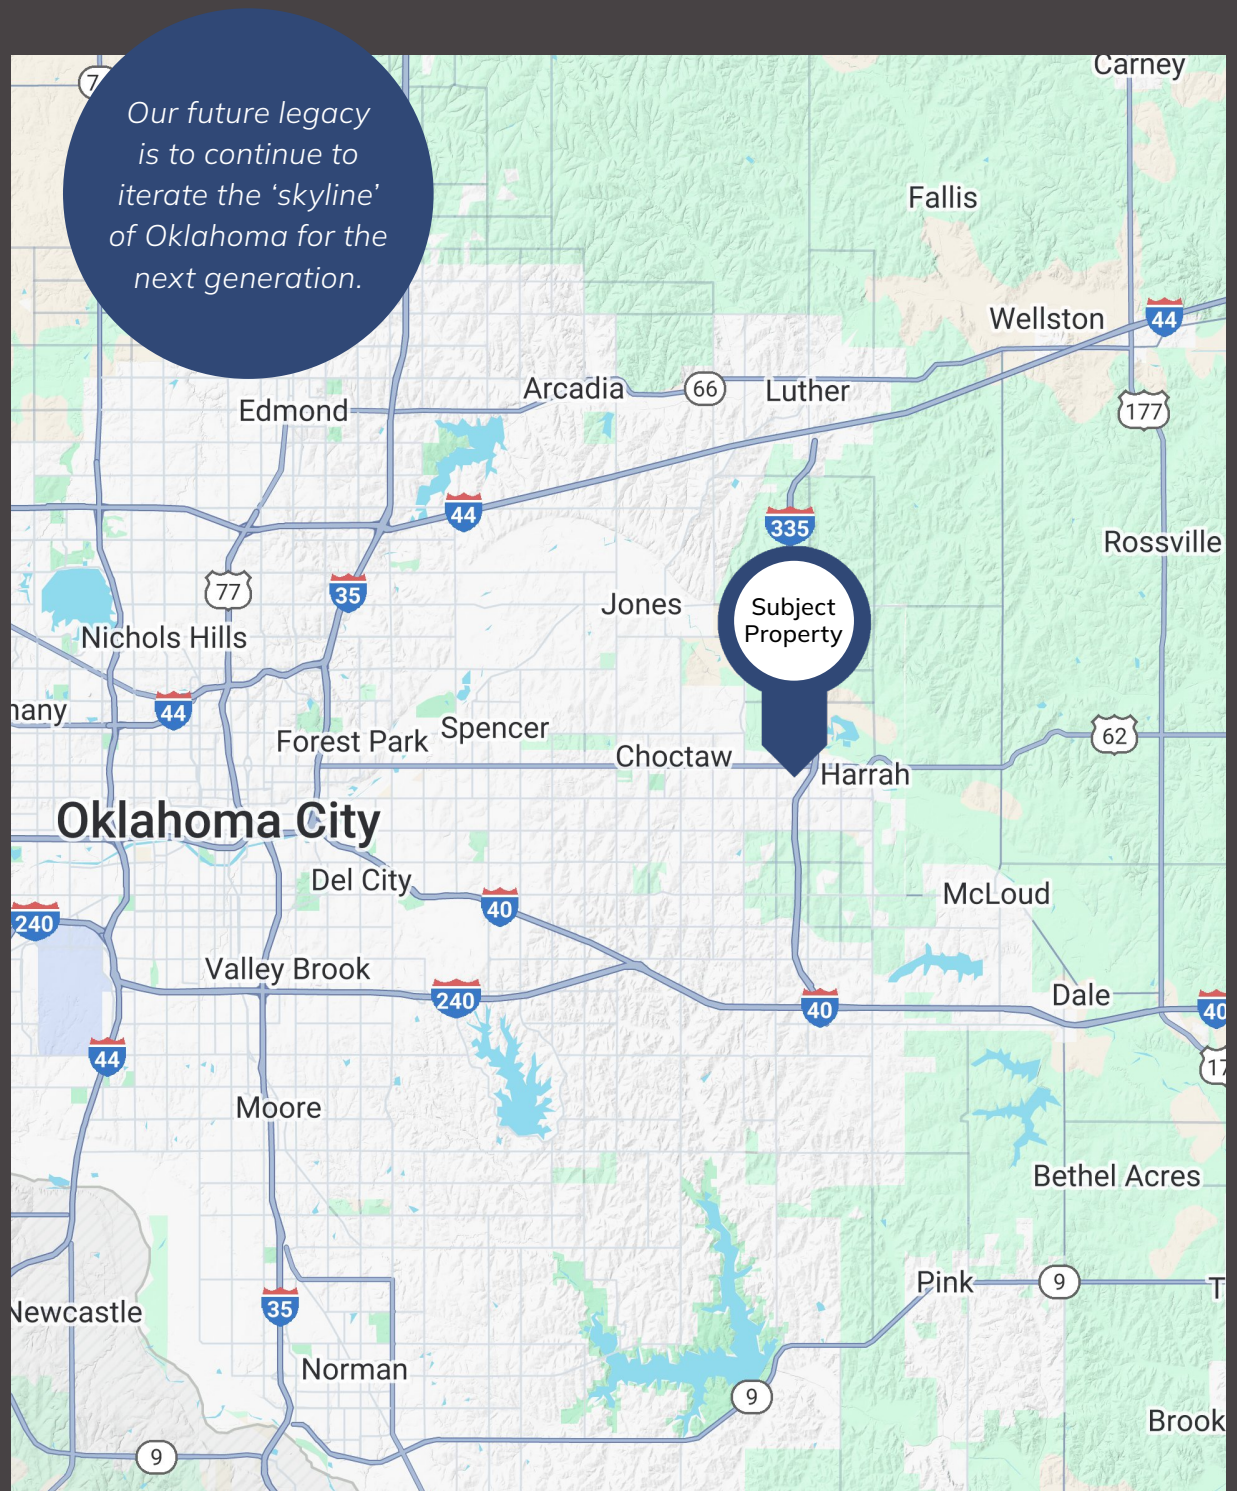 Our future legacy
is to continue to
iterate the ‘skyline’
of Oklahoma for the
next generation.
Carney
Fallis
Wellston
44
Arcadia
66
Luther
Edmond
177
44
335
Rossville
77
35
Jones
Subject
Property
Nichols Hills
44
Forest Park
Spencer
Choctaw
62
Harrah
Oklahoma City
Del City
McLoud
40
240
Valley Brook
240
Dale
40
40
44
Moore
Bethel Acres
Pink
9
Newcastle
35
Norman
9
Brook
9